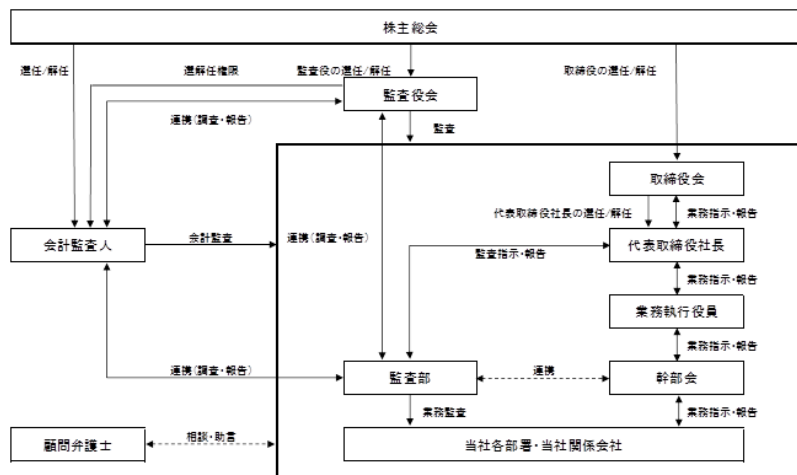 株主総会
選任/解任
選解任権限
監査役の選任/解任
取締役の選任/解任
監査役会
連携(調査・報告)
監査
取締役会
代表取締役社長の選任/解任
業務指示・報告
会計監査人
会計監査
連携(調査・報告)
監査指示・報告
代表取締役社長
業務指示・報告
業務執行役員
業務指示・報告
連携(調査・報告)
監査部
連携
幹部会
業務監査
業務指示・報告
顧問弁護士
相談・助言
当社各部署・当社関係会社